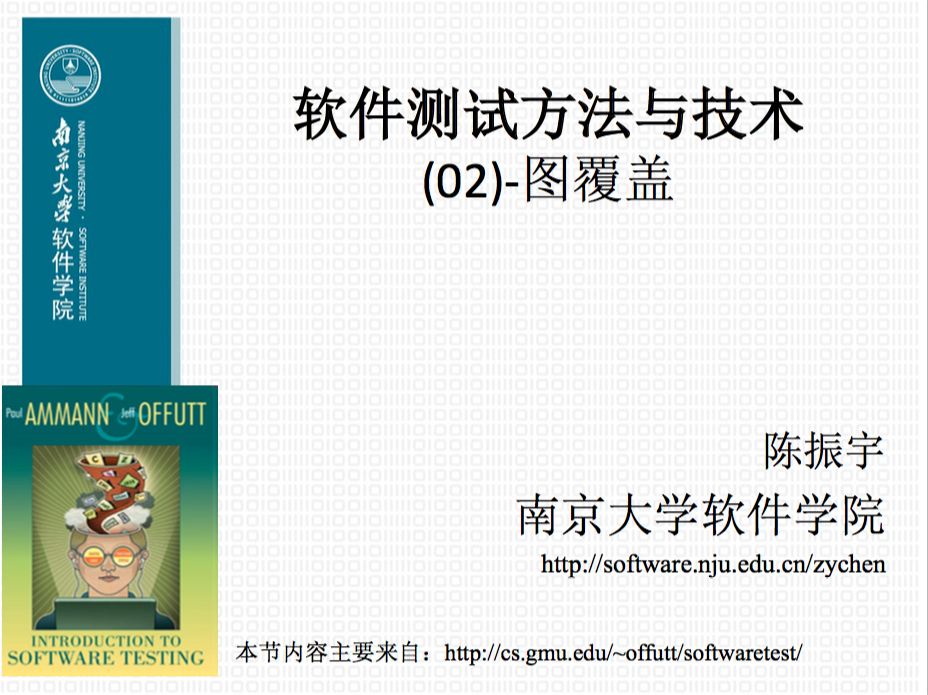 软件测试方法与技术
(02)-图覆盖
南京大学软件学院
NANJING UNIVERSITY · SOFTWARE INSTITUTE
Paul AMMANN & Jeff OFFUTT
INTRODUCTION TO
SOFTWARE TESTING
陈振宇
南京大学软件学院
http://software.nju.edu.cn/zychen
本节内容主要来自：http://cs.gmu.edu/~offutt/softwaretest/